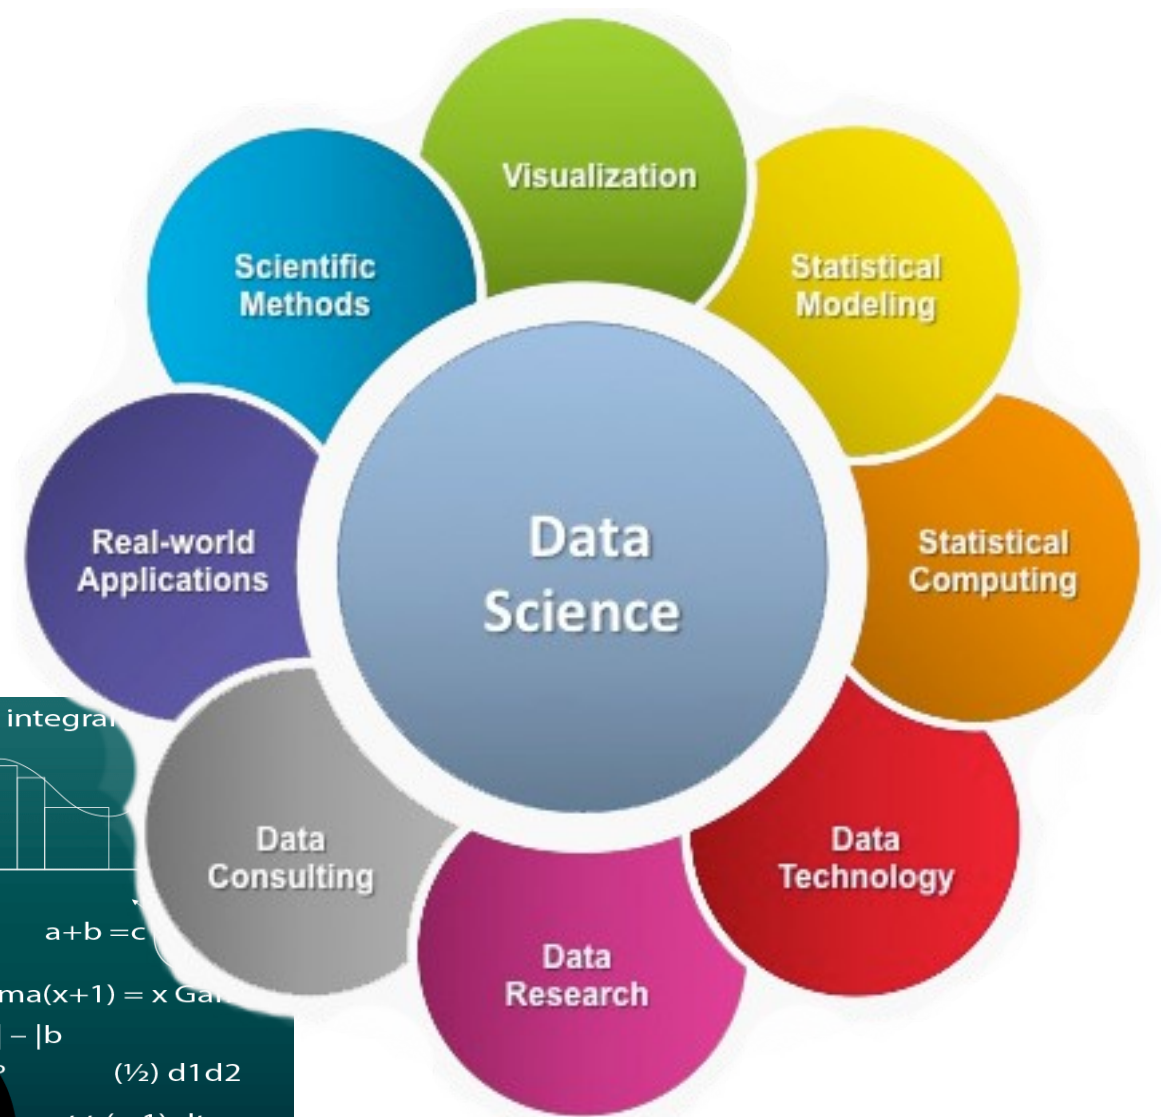 Visualization
Scientific
Methods
Statistical
Modeling
Real-world
Applications
Data
Science
Statistical
Computing
Data
Consulting
Data
Technology
Data
Research
a+b =c
(½) d1d2